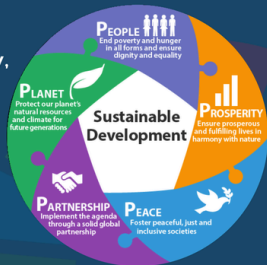 y,
PEOPLE
End poverty and hunger
in all forms and ensure
dignity and equality
PLANET
Protect our planet's
natural resources
and climate for
future generations
Sustainable
Development
PROSPERITY
Ensure prosperous
and fulfilling lives in
harmony with nature
PARTNERSHIP
Implement the agenda
through a solid global
partnership
PEACE
Foster peaceful, just and
inclusive societies